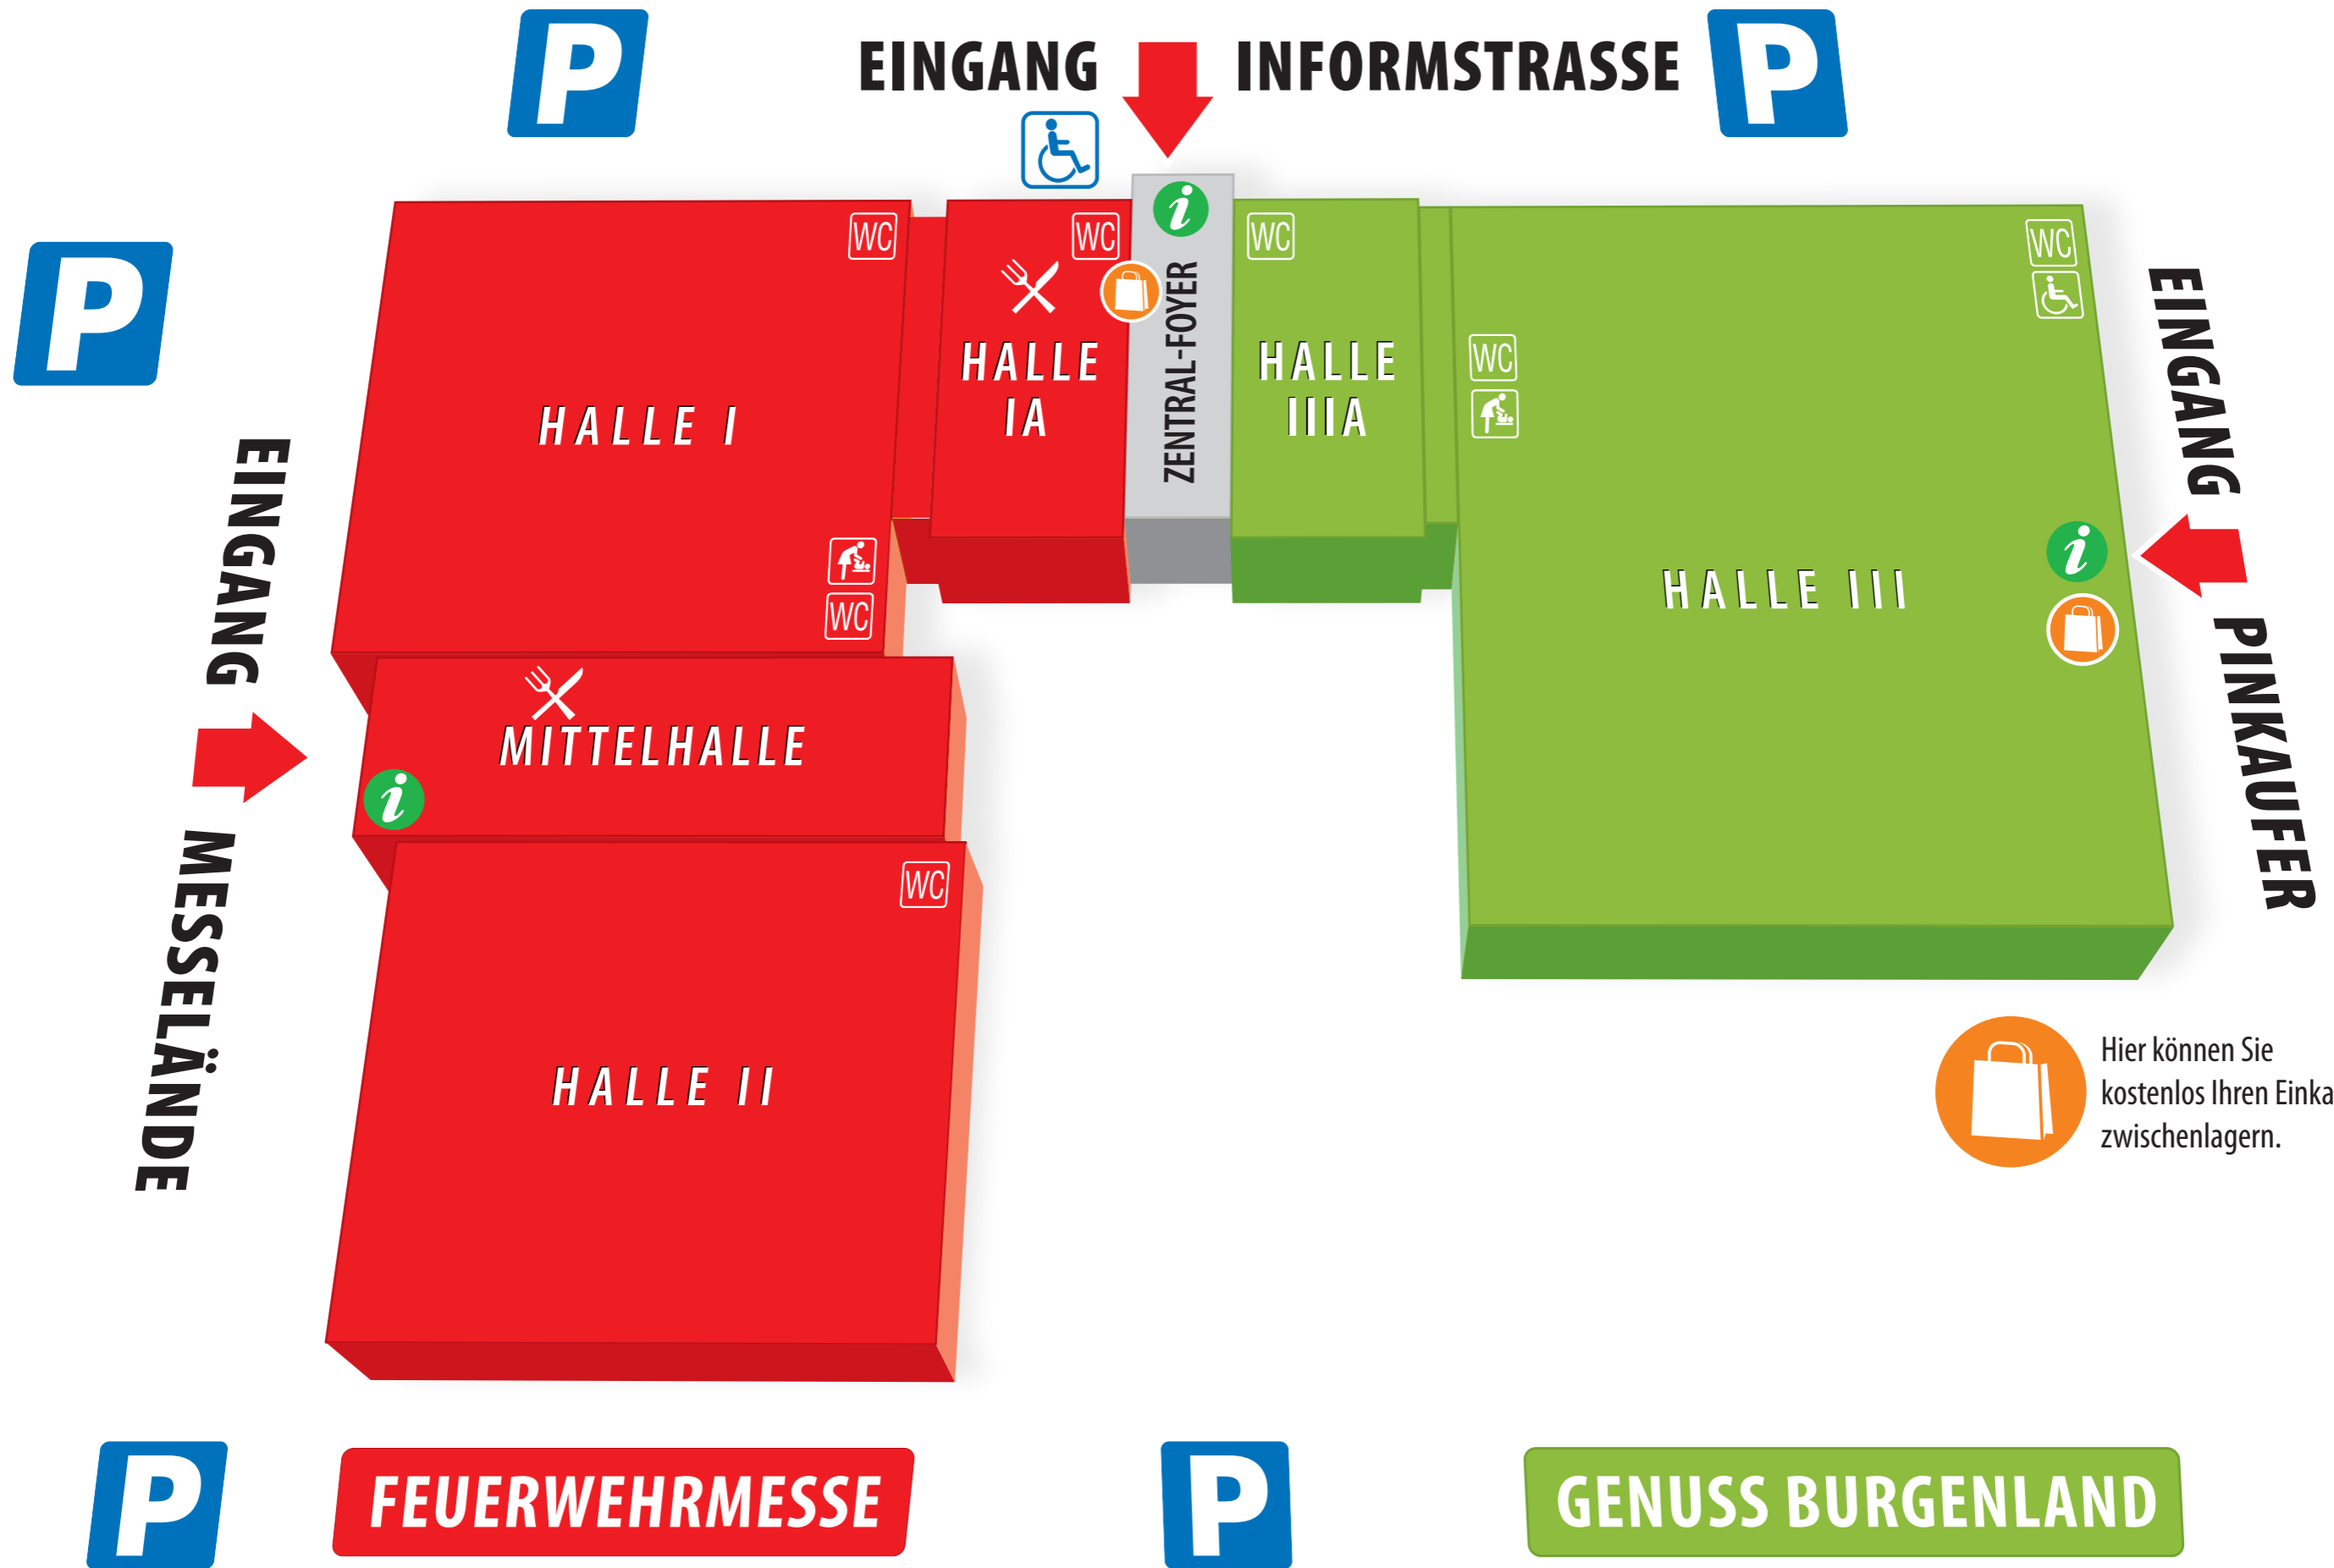 P
EINGANG INFORMSTRASSE
P
P
WC
WC
WC
WC
i
ZENTRAL-FOYER
HALLE
IA
HALLE
IIIA
WC
HALLE I
EINGANG
WC
HALLE III
i
PINKAUFER
EINGANG
MITTELHALLE
i
MESSELÄNDE
WC
HALLE II
Hier können Sie
kostenlos Ihren Einka
zwischenlagern.
P
FEUERWEHRMESSE
P
GENUSS BURGENLAND